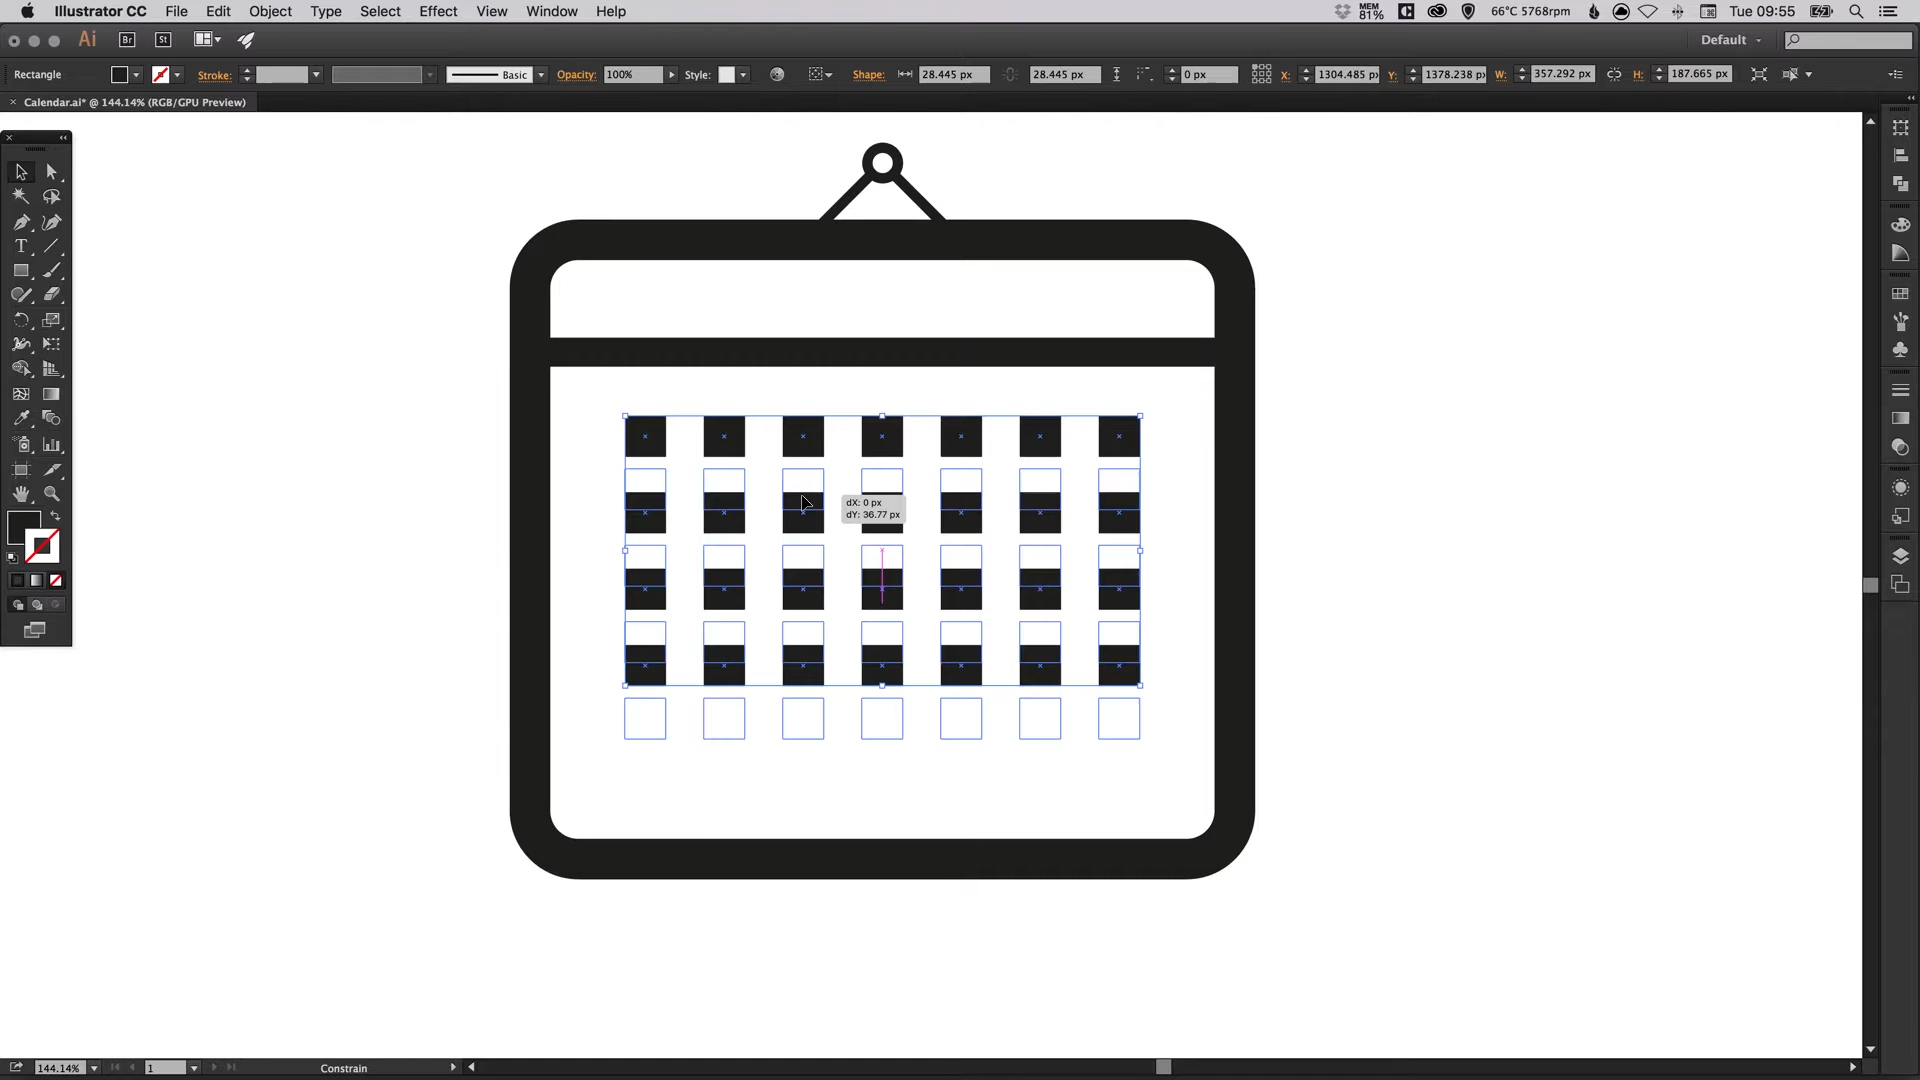 Illustrator CC File Edit Object Type Select Effect View Window Help MEM 81% 66°C 5768rpm Tue 09:55
Ai Br St Default
Rectangle Stroke: Basic Opacity: 100% Style: Shape: 28.445 px 28.445 px 0 px X: 1304.485 px Y: 1378.238 px W: 357.292 px H: 187.665 px
Calendar.ai* @ 144.14% (RGB/GPU Preview)
T
dX: 0 px
dY: 36.77 px
144.14% 1 Constrain